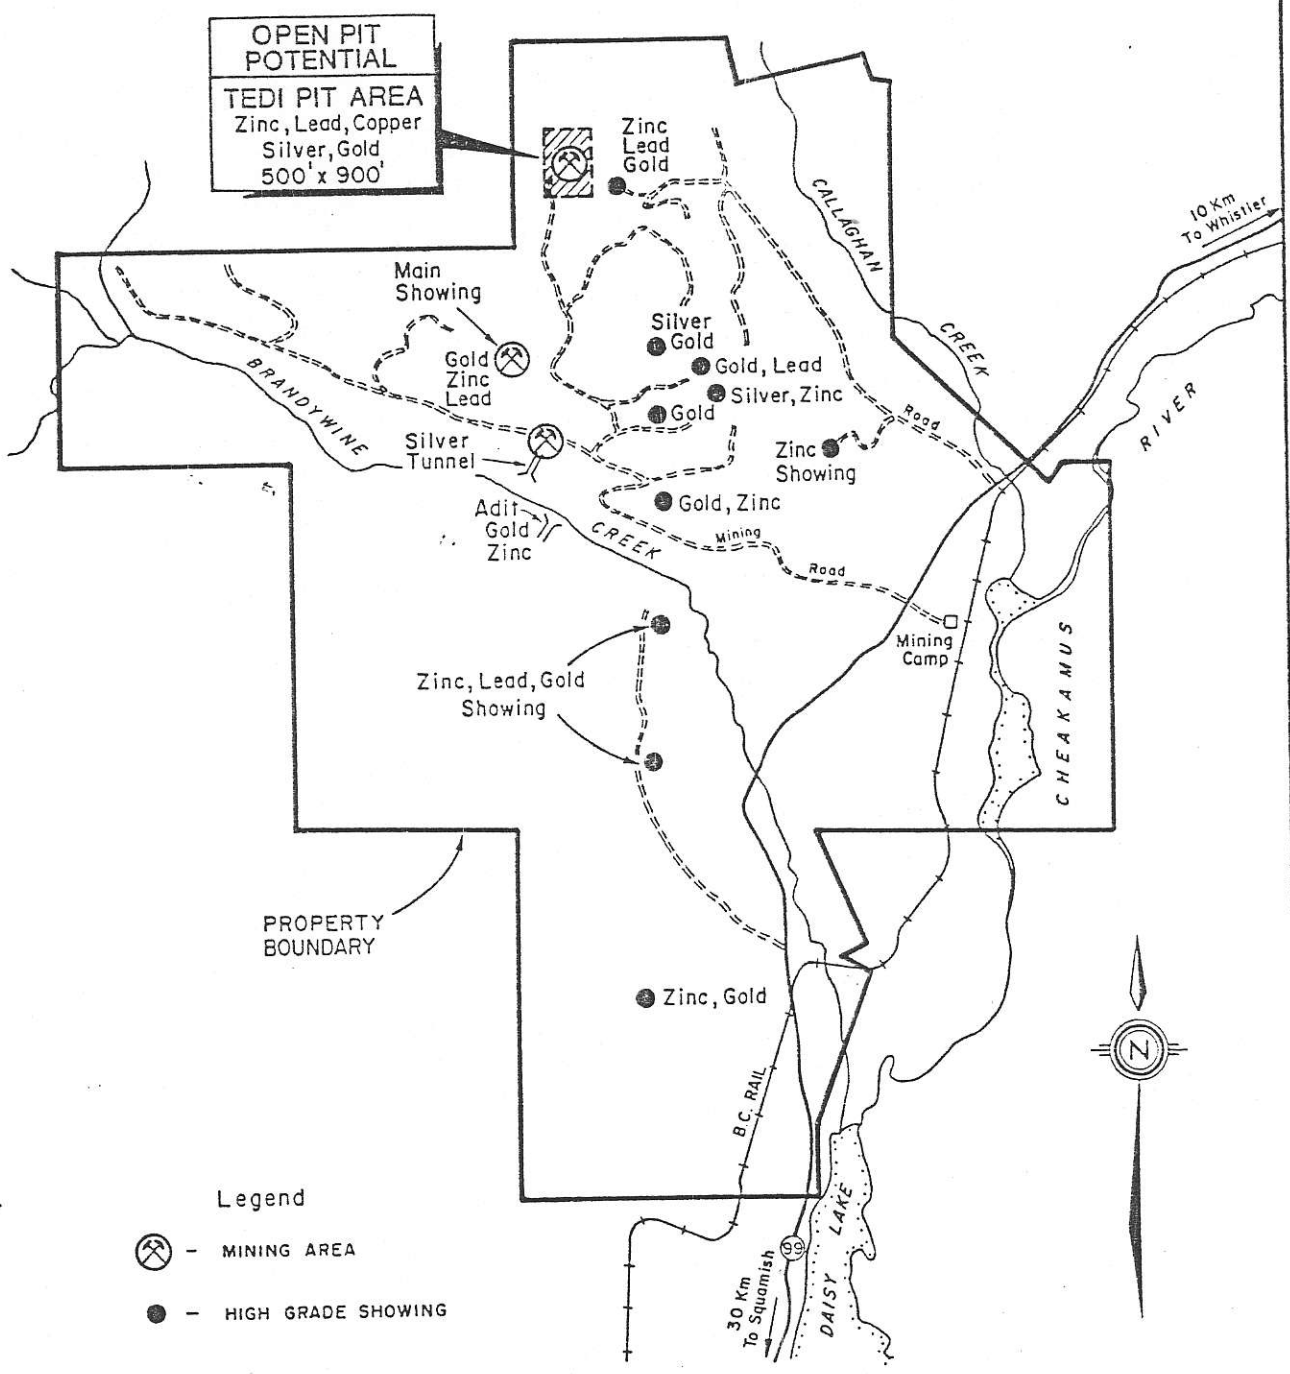 OPEN PIT
POTENTIAL
TEDI PIT AREA
Zinc, Lead, Copper
Silver, Gold
500' x 900'
Zinc
Lead
Gold
CALLAGHAN
CREEK
10 Km
To Whistler
Main
Showing
Gold
Zinc
Lead
Silver
Gold
Gold, Lead
Silver, Zinc
Gold
Road
RIVER
BRANDYWINE
CREEK
Silver
Tunnel
Zinc
Showing
Adit
Gold
Zinc
Gold, Zinc
Mining
Road
Mining
Camp
CHEAKAMUS
Zinc, Lead, Gold
Showing
PROPERTY
BOUNDARY
Zinc, Gold
N
B.C. RAIL
99
30 Km
To Squamish
DAISY LAKE
Legend
- MINING AREA
- HIGH GRADE SHOWING